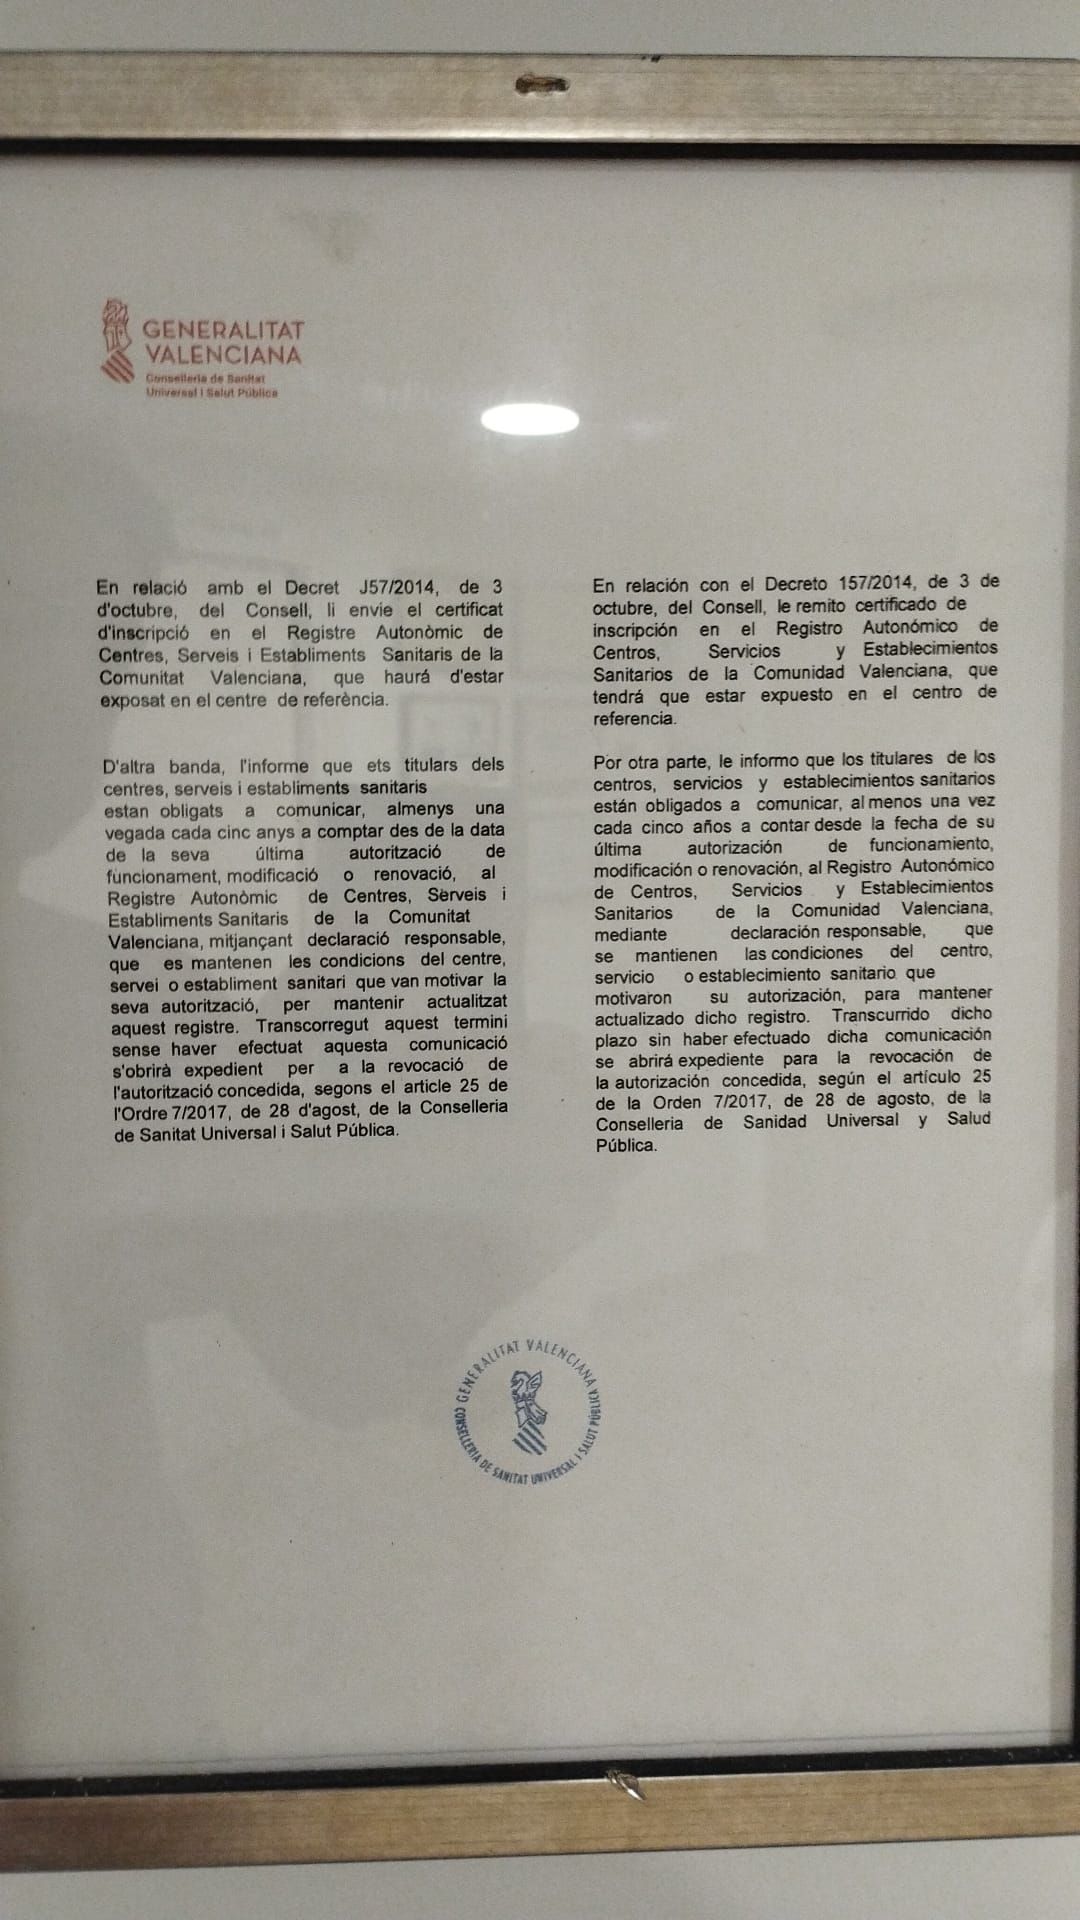 GENERALITAT
VALENCIANA
Conselleria de Sanitat
Universal i Salut Pública
En relació amb el Decret J57/2014, de 3
d'octubre, del Consell, li envie el certificat
d'inscripció en el Registre Autonòmic de
Centres, Serveis i Establiments Sanitaris de la
Comunitat Valenciana, que haurá d'estar
exposat en el centre de referència.
D'altra banda, l'informe que ets titulars dels
centres, serveis i establiments sanitaris
estan obligats a comunicar, almenys una
vegada cada cinc anys a comptar des de la data
de la seva última autorització de
funcionament, modificació o renovació, al
Registre Autonòmic de Centres, Serveis i
Establiments Sanitaris de la Comunitat
Valenciana, mitjançant declaració responsable,
que es mantenen les condicions del centre,
servei o establiment sanitari que van motivar la
seva autorització, per mantenir actualitzat
aquest registre. Transcorregut aquest termini
sense haver efectuat aquesta comunicació
s'obrirà expedient per a la revocació de
l'autorització concedida, segons el article 25 de
l'Ordre 7/2017, de 28 d'agost, de la Conselleria
de Sanitat Universal i Salut Pública.
En relación con el Decreto 157/2014, de 3 de
octubre, del Consell, le remito certificado de
inscripción en el Registro Autonómico de
Centros, Servicios y Establecimientos
Sanitarios de la Comunidad Valenciana, que
tendrá que estar expuesto en el centro de
referencia.
Por otra parte, le informo que los titulares de los
centros, servicios y establecimientos sanitarios
están obligados a comunicar, al menos una vez
cada cinco años a contar desde la fecha de su
última autorización de funcionamiento,
modificación o renovación, al Registro Autonómico
de Centros, Servicios y Establecimientos
Sanitarios de la Comunidad Valenciana,
mediante declaración responsable, que
se mantienen las condiciones del centro,
servicio o establecimiento sanitario que
motivaron su autorización, para mantener
actualizado dicho registro. Transcurrido dicho
plazo sin haber efectuado dicha comunicación
se abrirá expediente para la revocación de
la autorización concedida, según el artículo 25
de la Orden 7/2017, de 28 de agosto, de la
Conselleria de Sanidad Universal y Salud
Pública.
GENERALITAT VALENCIANA
CONSELLERIA DE SANITAT UNIVERSAL I SALUT PÚBLICA